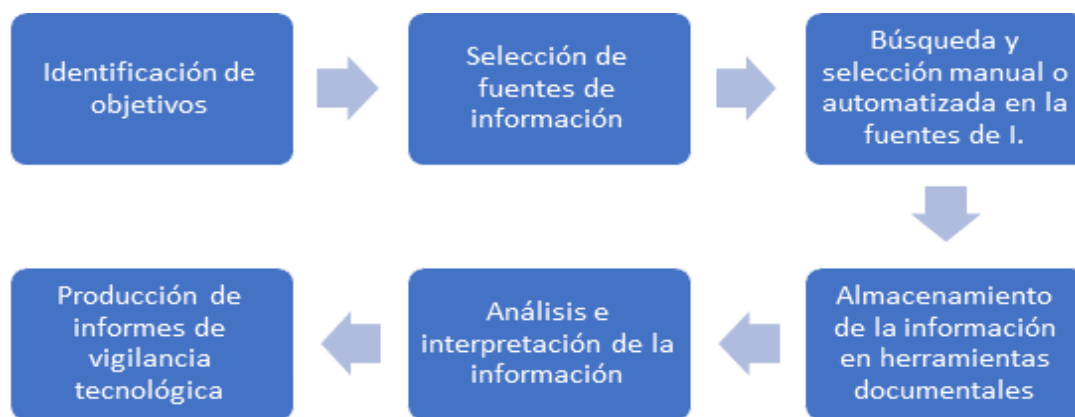 Identificación de
objetivos
Selección de
fuentes de
información
Búsqueda y
selección manual o
automatizada en la
fuentes de I.
Almacenamiento
de la información
en herramientas
documentales
Análisis e
interpretación de la
información
Producción de
informes de
vigilancia
tecnológica